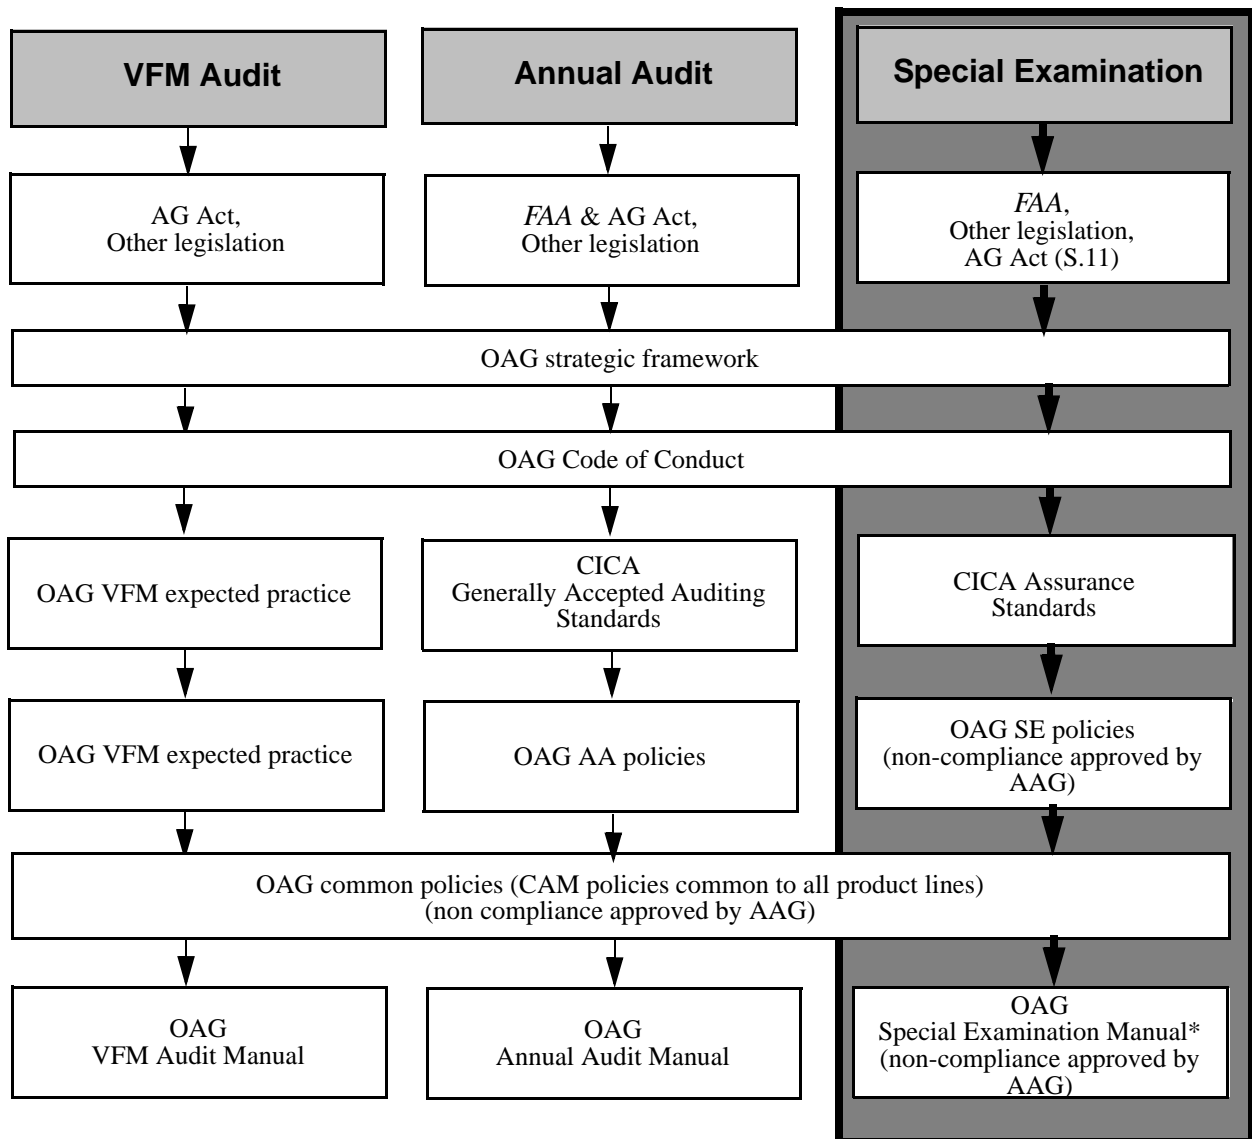 VFM Audit
Annual Audit
Special Examination
AG Act,
Other legislation
FAA & AG Act,
Other legislation
FAA,
Other legislation,
AG Act (S.11)
OAG strategic framework
OAG Code of Conduct
OAG VFM expected practice
CICA
Generally Accepted Auditing
Standards
CICA Assurance
Standards
OAG VFM expected practice
OAG AA policies
OAG SE policies
(non-compliance approved by
AAG)
OAG common policies (CAM policies common to all product lines)
(non compliance approved by AAG)
OAG
VFM Audit Manual
OAG
Annual Audit Manual
OAG
Special Examination Manual*
(non-compliance approved by
AAG)